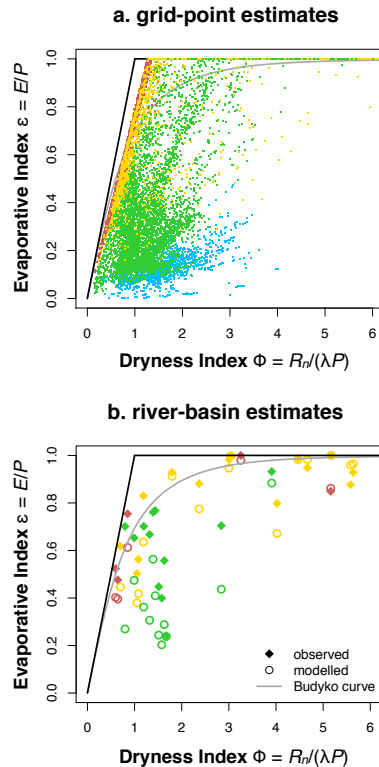 a. grid-point estimates
Evaporative Index ε = E/P
1.0
0.8
0.6
0.4
0.2
0.0
0 1 2 3 4 5 6
Dryness Index Φ = Rn/(λP)
b. river-basin estimates
Evaporative Index ε = E/P
1.0
0.8
0.6
0.4
0.2
0.0
observed
modelled
Budyko curve
0 1 2 3 4 5 6
Dryness Index Φ = Rn/(λP)